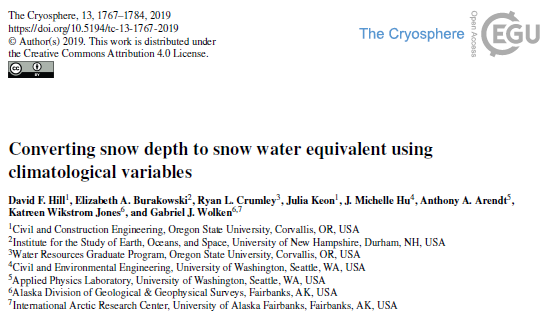 The Cryosphere, 13, 1767–1784, 2019
https://doi.org/10.5194/tc-13-1767-2019
© Author(s) 2019. This work is distributed under
the Creative Commons Attribution 4.0 License.
cc BY
The Cryosphere
Open Access
EGU
Converting snow depth to snow water equivalent using
climatological variables
David F. Hill1, Elizabeth A. Burakowski2, Ryan L. Crumley3, Julia Keon1, J. Michelle Hu4, Anthony A. Arendt5,
Katreen Wikstrom Jones6, and Gabriel J. Wolken6,7
1Civil and Construction Engineering, Oregon State University, Corvallis, OR, USA
2Institute for the Study of Earth, Oceans, and Space, University of New Hampshire, Durham, NH, USA
3Water Resources Graduate Program, Oregon State University, Corvallis, OR, USA
4Civil and Environmental Engineering, University of Washington, Seattle, WA, USA
5Applied Physics Laboratory, University of Washington, Seattle, WA, USA
6Alaska Division of Geological & Geophysical Surveys, Fairbanks, AK, USA
7International Arctic Research Center, University of Alaska Fairbanks, Fairbanks, AK, USA